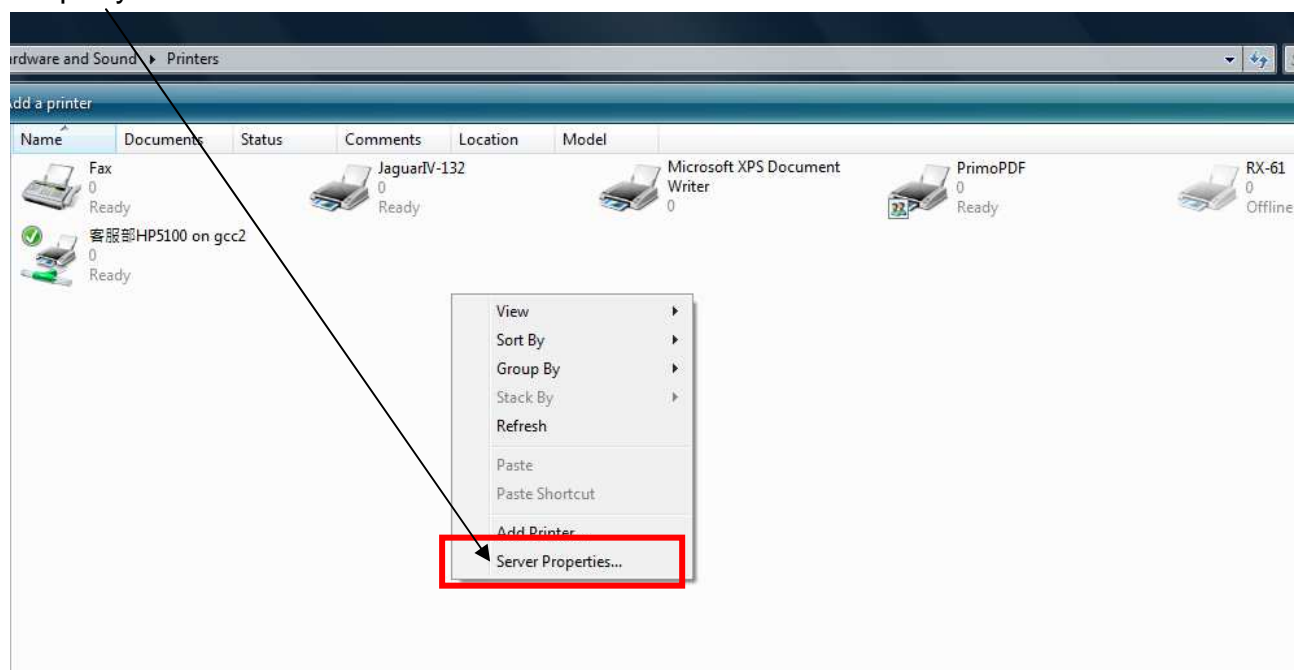 Hardware and Sound ▸ Printers
Add a printer
Name Documents Status Comments Location Model
Fax
0
Ready
JaguarIV-132
0
Ready
Microsoft XPS Document
Writer
0
PrimoPDF
0
Ready
RX-61
0
Offline
客服部HP5100 on gcc2
0
Ready
View
Sort By
Group By
Stack By
Refresh
Paste
Paste Shortcut
Add Printer
Server Properties...